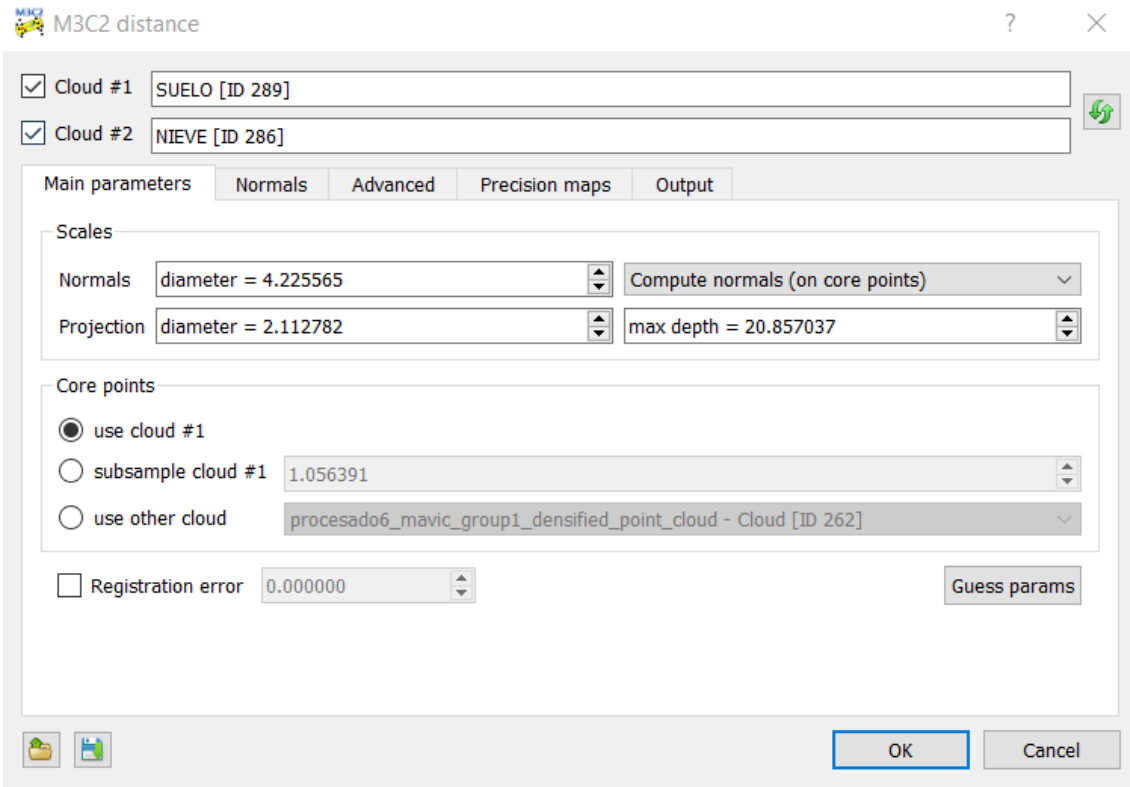 M3C2 M3C2 distance ?
Cloud #1 SUELO [ID 289]
Cloud #2 NIEVE [ID 286]
Main parameters Normals Advanced Precision maps Output
Scales
Normals diameter = 4.225565 Compute normals (on core points)
Projection diameter = 2.112782 max depth = 20.857037
Core points
use cloud #1
subsample cloud #1 1.056391
use other cloud procesado6_mavic_group1_densified_point_cloud - Cloud [ID 262]
Registration error 0.000000 Guess params
OK Cancel